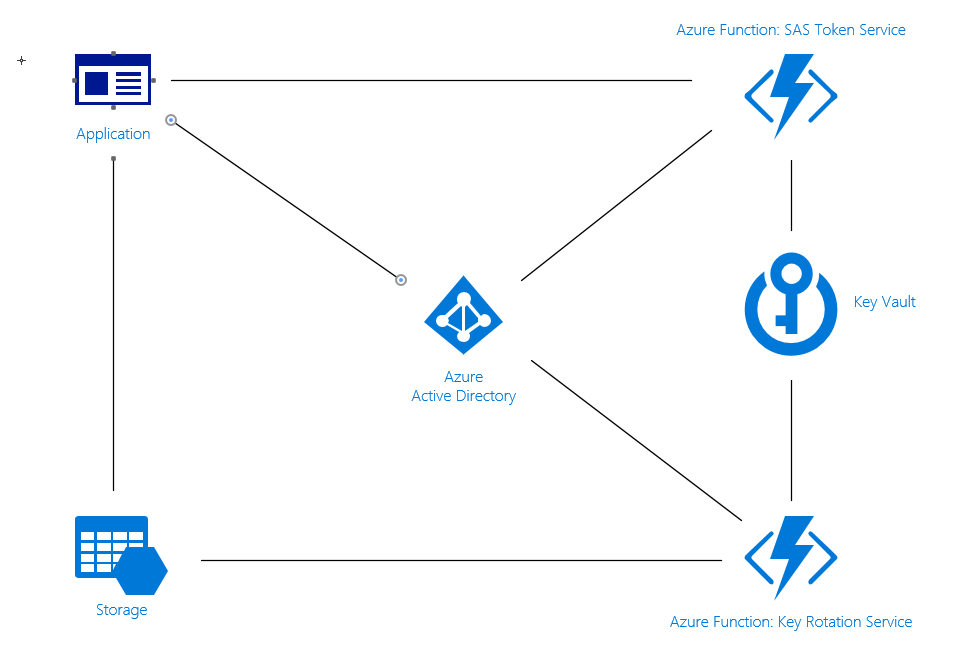 Azure Function: SAS Token Service
Application
Key Vault
Azure
Active Directory
Storage
Azure Function: Key Rotation Service